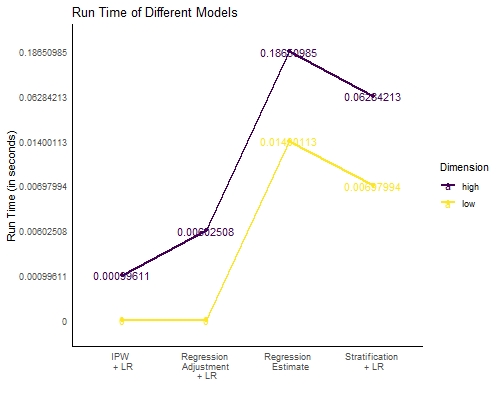 Run Time of Different Models
Run Time (in seconds)
0.18650985
0.06284213
0.01400113
0.00697994
0.00602508
0.00099611
0
0.18650985
0.06284213
0.01400113
0.00697994
0.00602508
0.00099611
0
0
IPW
+ LR
Regression
Adjustment
+ LR
Regression
Estimate
Stratification
+ LR
Dimension
high
low